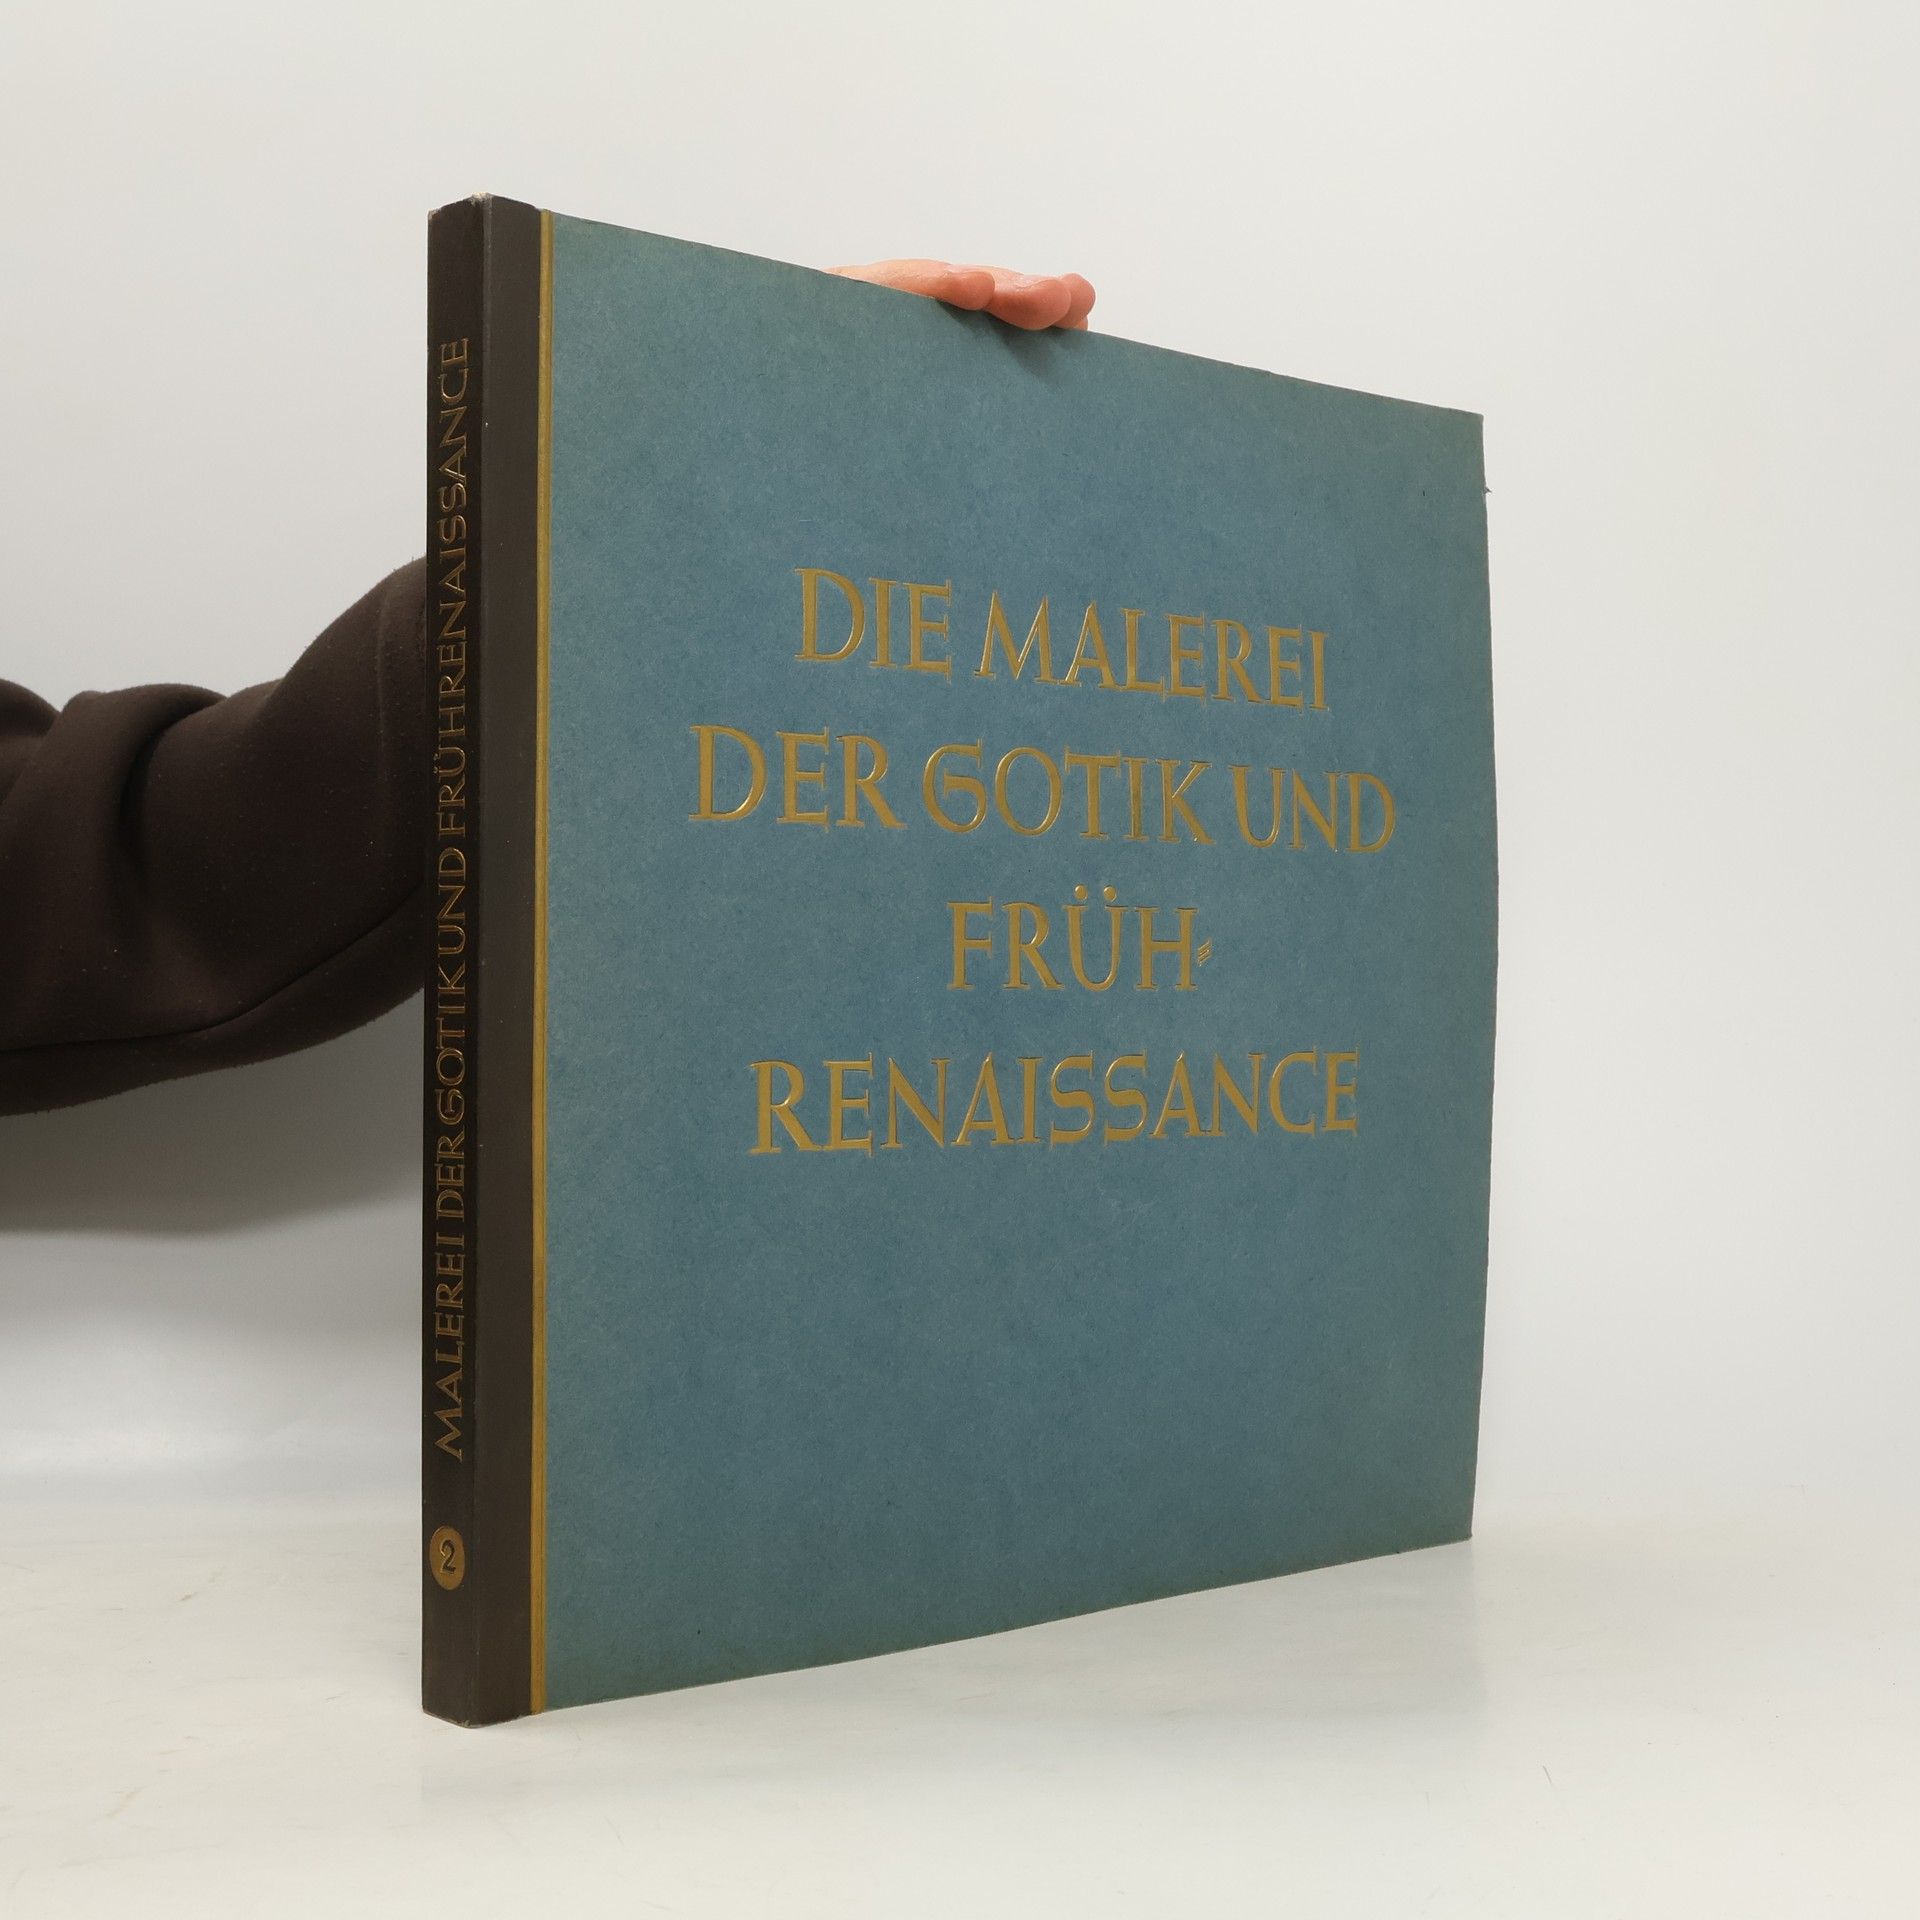 DIE MALEREI
DER GOTIK UND
FRÜH-
RENAISSANCE
MALEREI DER GOTIK UND FRÜHRENAISSANCE
2